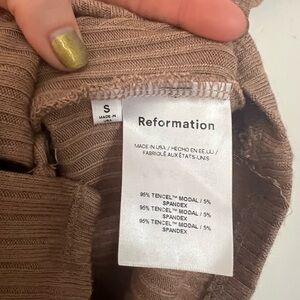 S
MADE IN
USA
Reformation
MADE IN USA / HECHO EN EE.UU /
FABRIQUÉ AUX ÉTATS-UNIS
95% TENCEL™ MODAL / 5%
SPANDEX
95% TENCEL™ MODAL / 5%
SPANDEX
95% TENCEL™ MODAL / 5%
SPANDEX